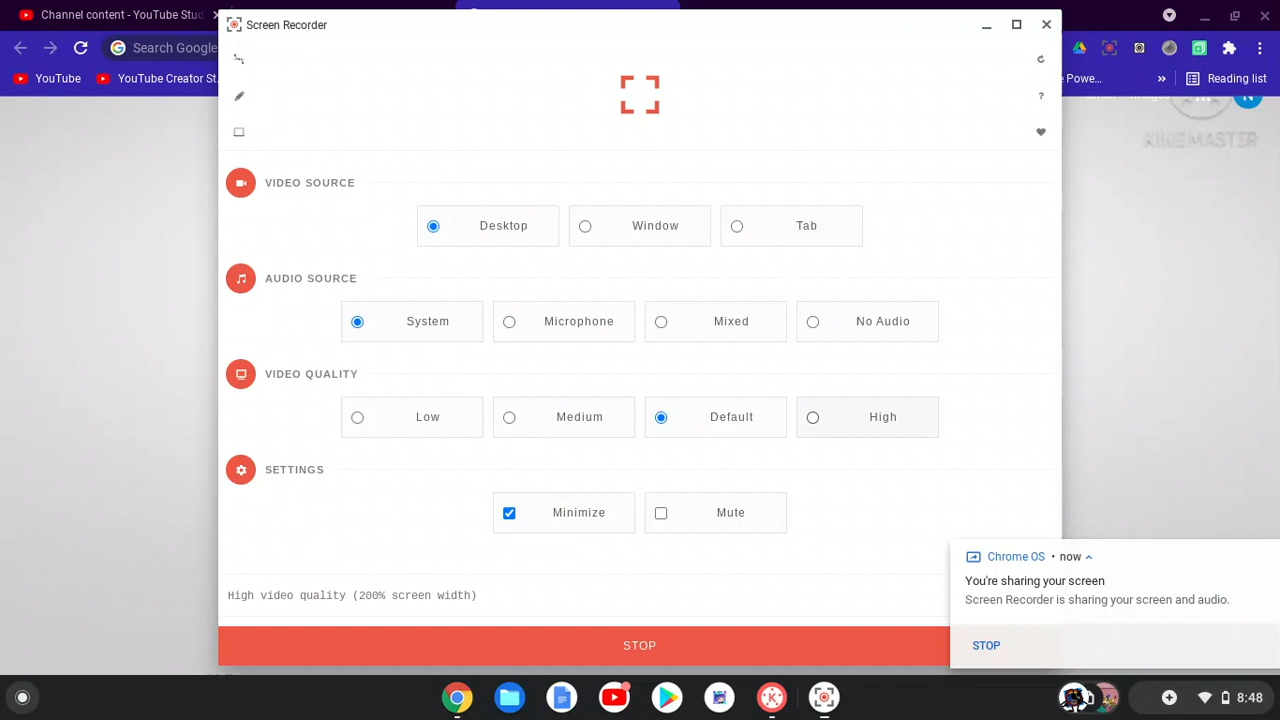 Channel content - YouTube Stud
Screen Recorder
Search Google
YouTube
YouTube Creator St
Powe...
»
Reading list
N
KINEMASTER
?
VIDEO SOURCE
Desktop
Window
Tab
AUDIO SOURCE
System
Microphone
Mixed
No Audio
VIDEO QUALITY
Low
Medium
Default
High
SETTINGS
Minimize
Mute
High video quality (200% screen width)
STOP
Chrome OS • now
You're sharing your screen
Screen Recorder is sharing your screen and audio.
STOP
8:48